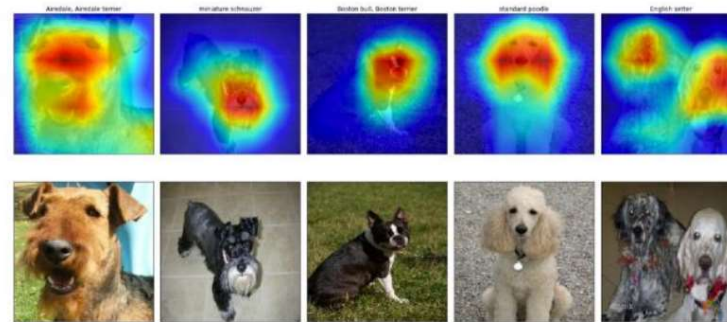 Airedale, Airedale terrier
miniature schnauzer
Boston bull, Boston terrier
standard poodle
English setter